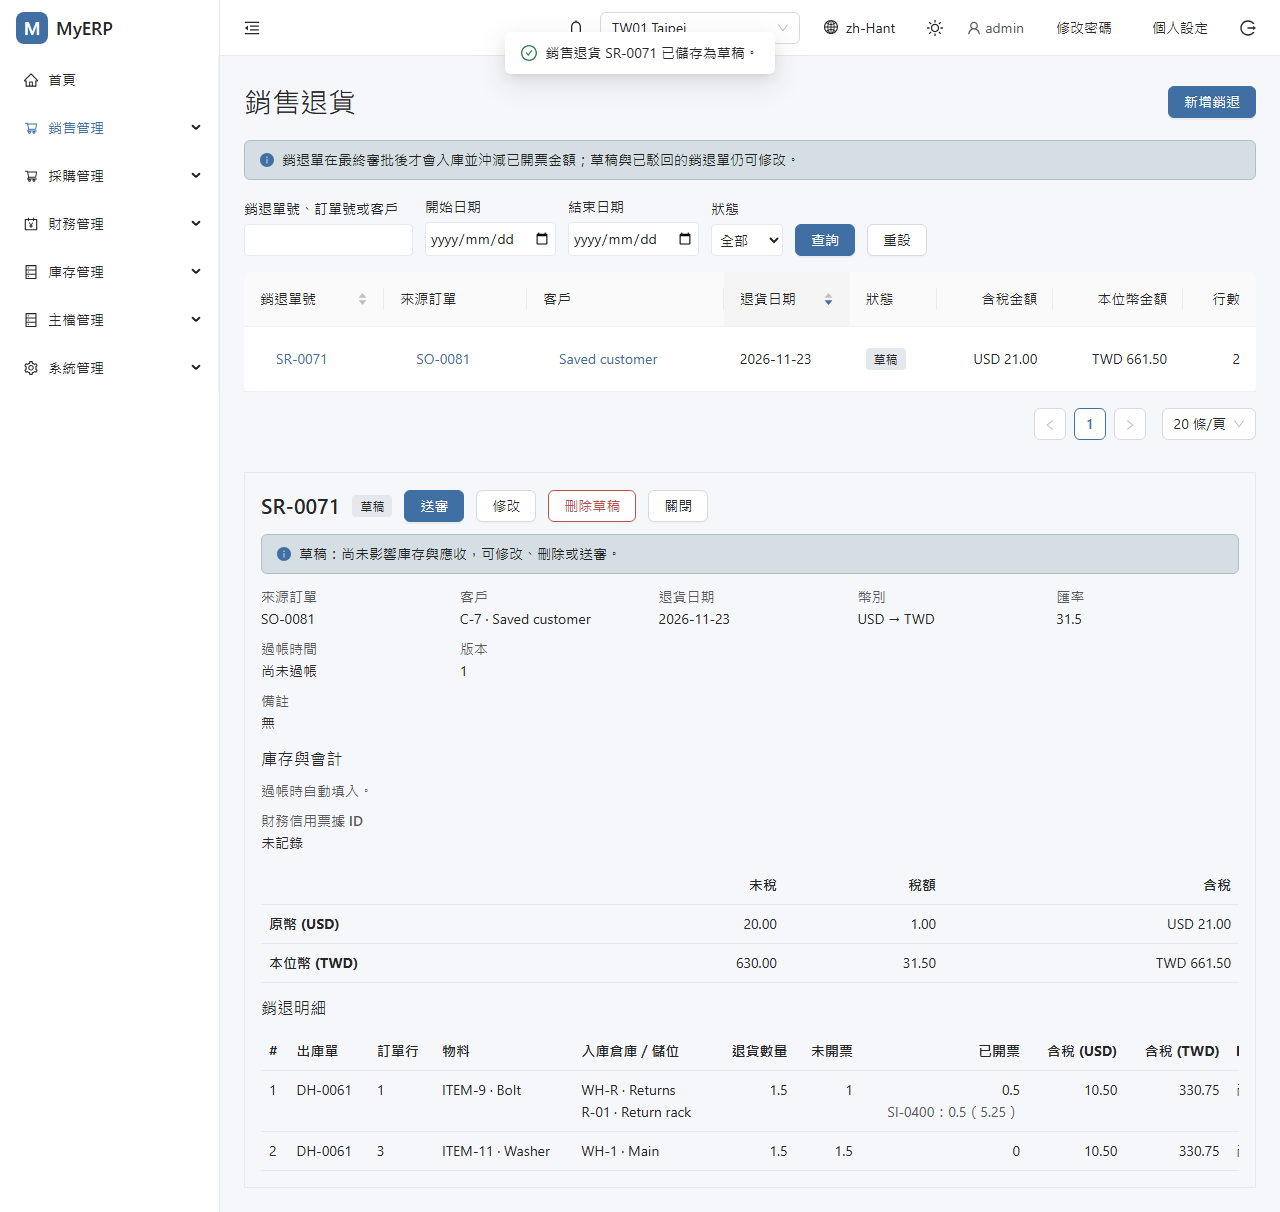 MyERP
TW01 Taipei
zh-Hant
admin
修改密碼
個人設定
銷售退貨 SR-0071 已儲存為草稿。
首頁
銷售管理
採購管理
財務管理
庫存管理
主檔管理
系統管理
銷售退貨
新增銷退
銷退單在最終審批後才會入庫並沖減已開票金額；草稿與已駁回的銷退單仍可修改。
銷退單號、訂單號或客戶 開始日期 結束日期 狀態
yyyy/mm/dd yyyy/mm/dd 全部 查詢 重設
銷退單號 來源訂單 客戶 退貨日期 狀態 含稅金額 本位幣金額 行數
SR-0071 SO-0081 Saved customer 2026-11-23 草稿 USD 21.00 TWD 661.50 2
1 20 條/頁
SR-0071 草稿 送審 修改 刪除草稿 關閉
草稿：尚未影響庫存與應收，可修改、刪除或送審。
來源訂單 客戶 退貨日期 幣別 匯率
SO-0081 C-7 · Saved customer 2026-11-23 USD → TWD 31.5
過帳時間 版本
尚未過帳 1
備註
無
庫存與會計
過帳時自動填入。
財務信用票據 ID
未記錄
未稅 稅額 含稅
原幣 (USD) 20.00 1.00 USD 21.00
本位幣 (TWD) 630.00 31.50 TWD 661.50
銷退明細
# 出庫單 訂單行 物料 入庫倉庫 / 儲位 退貨數量 未開票 已開票 含稅 (USD) 含稅 (TWD)
1 DH-0061 1 ITEM-9 · Bolt WH-R · Returns 1.5 1 0.5 10.50 330.75
R-01 · Return rack SI-0400：0.5（5.25）
2 DH-0061 3 ITEM-11 · Washer WH-1 · Main 1.5 1.5 0 10.50 330.75